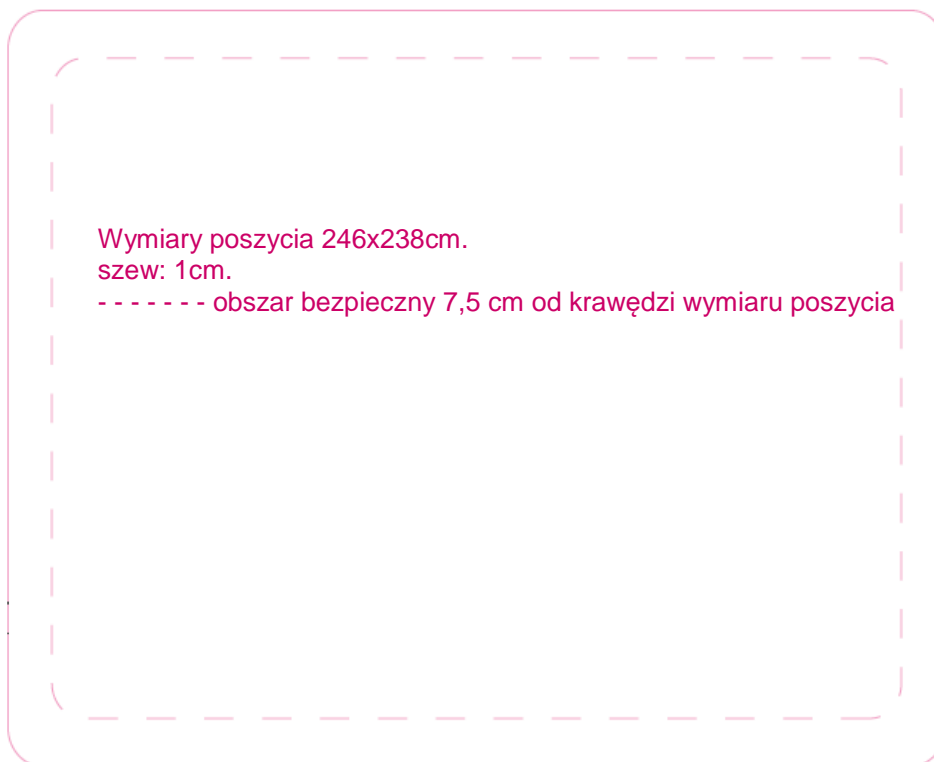 Wymiary poszycia 246x238cm.
szew: 1cm.
- - - - - - - obszar bezpieczny 7,5 cm od krawędzi wymiaru poszycia